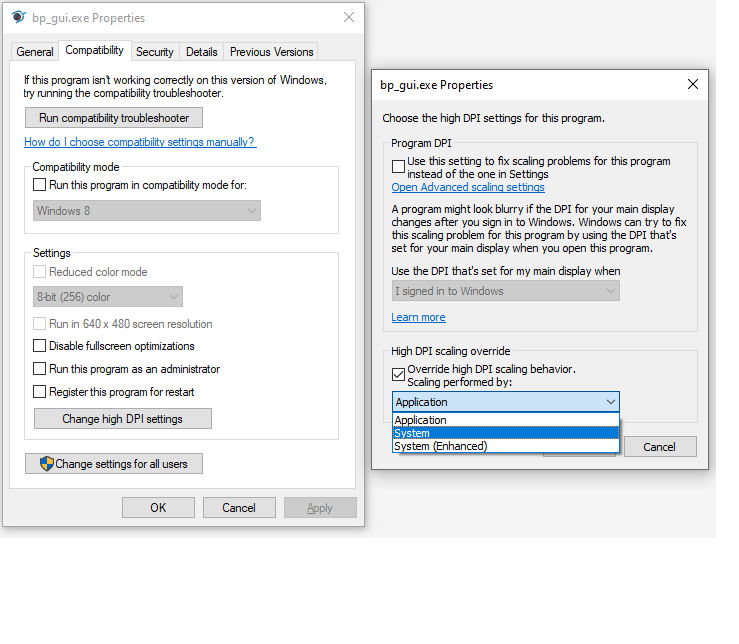 bp_gui.exe Properties
General
Compatibility
Security
Details
Previous Versions
If this program isn't working correctly on this version of Windows,
try running the compatibility troubleshooter.
Run compatibility troubleshooter
How do I choose compatibility settings manually?
Compatibility mode
Run this program in compatibility mode for:
Windows 8
Settings
Reduced color mode
8-bit (256) color
Run in 640 x 480 screen resolution
Disable fullscreen optimizations
Run this program as an administrator
Register this program for restart
Change high DPI settings
Change settings for all users
OK
Cancel
Apply
bp_gui.exe Properties
Choose the high DPI settings for this program.
Program DPI
Use this setting to fix scaling problems for this program
instead of the one in Settings
Open Advanced scaling settings
A program might look blurry if the DPI for your main display
changes after you sign in to Windows. Windows can try to fix
this scaling problem for this program by using the DPI that's
set for your main display when you open this program.
Use the DPI that's set for my main display when
I signed in to Windows
Learn more
High DPI scaling override
Override high DPI scaling behavior.
Scaling performed by:
Application
Application
System
System (Enhanced)
Cancel